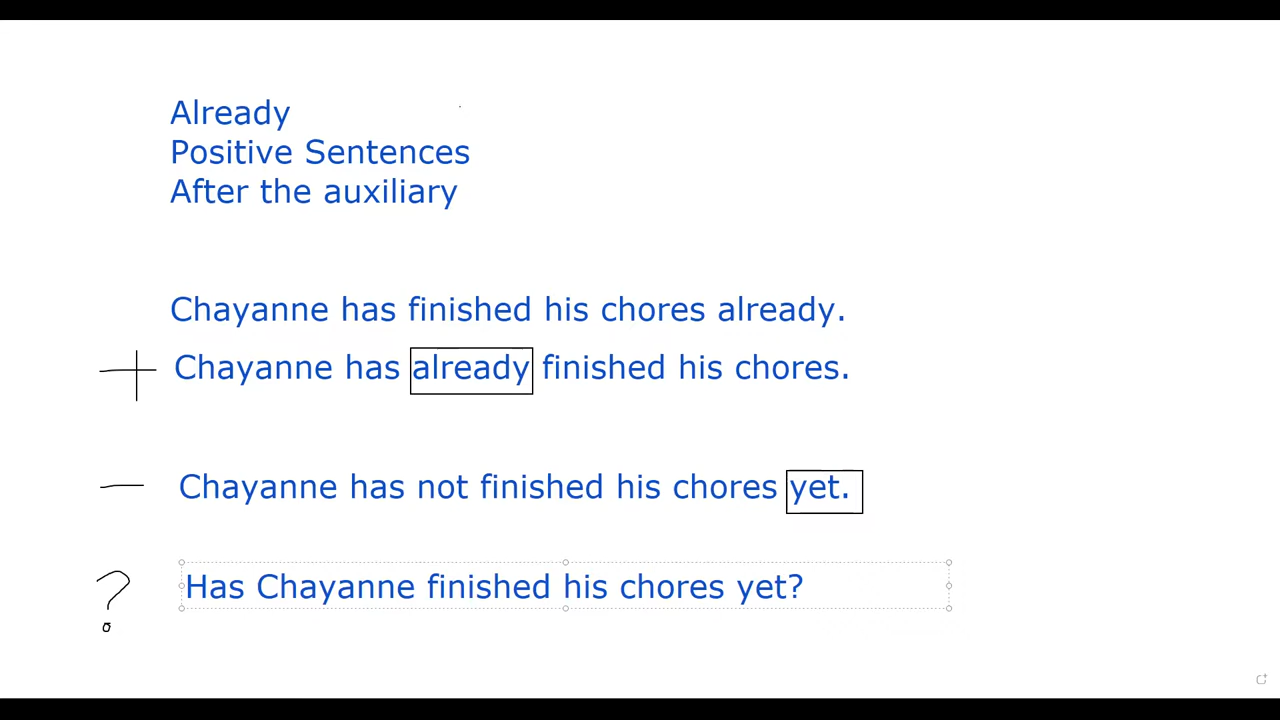 Already
Positive Sentences
After the auxiliary
Chayanne has finished his chores already.
+ Chayanne has already finished his chores.
— Chayanne has not finished his chores yet.
? Has Chayanne finished his chores yet?